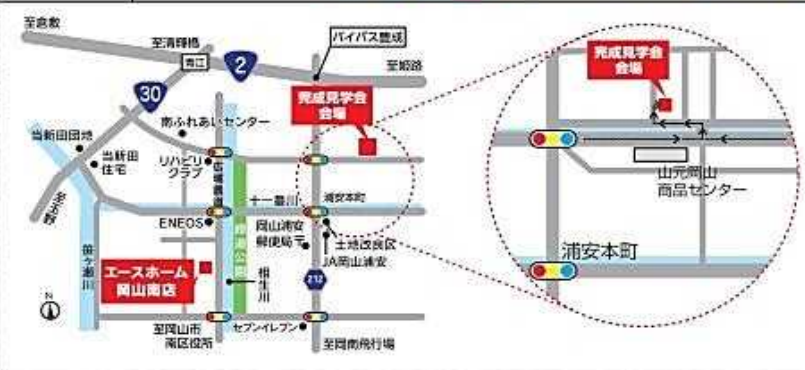 至倉敷
至清輝橋
青江
2
バイパス豊成
至姫路
30
完成見学会
会場
南ふれあいセンター
当新田団地
当新田
住宅
リハビリ
クラブ
至玉野
十一番川
浦安本町
ENEOS
岡山浦安
郵便局〒
土地改良区
JA岡山浦安
笹ヶ瀬川
エースホーム
岡山南店
相生川
212
N
至岡山市
南区役所
セブンイレブン
至岡南飛行場
完成見学会
会場
山元岡山
商品センター
浦安本町